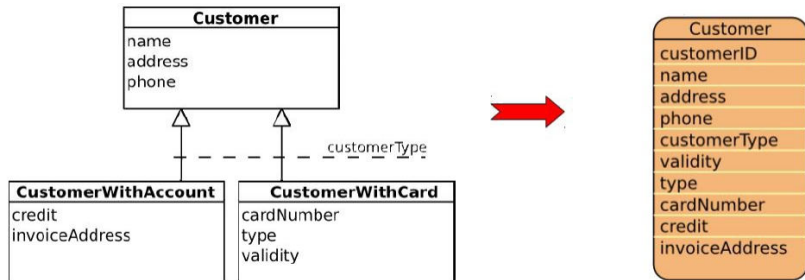 Customer
name
address
phone
customerType
CustomerWithAccount
credit
invoiceAddress
CustomerWithCard
cardNumber
type
validity
Customer
customerID
name
address
phone
customerType
validity
type
cardNumber
credit
invoiceAddress